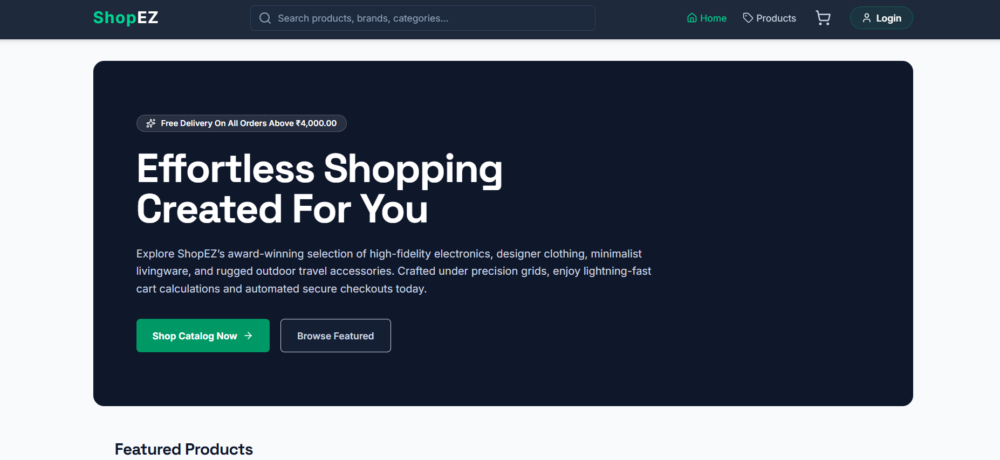 ShopEZ
Search products, brands, categories...
Home
Products
Login
Free Delivery On All Orders Above ₹4,000.00
Effortless Shopping
Created For You
Explore ShopEZ’s award-winning selection of high-fidelity electronics, designer clothing, minimalist
livingware, and rugged outdoor travel accessories. Crafted under precision grids, enjoy lightning-fast
cart calculations and automated secure checkouts today.
Shop Catalog Now
Browse Featured
Featured Products